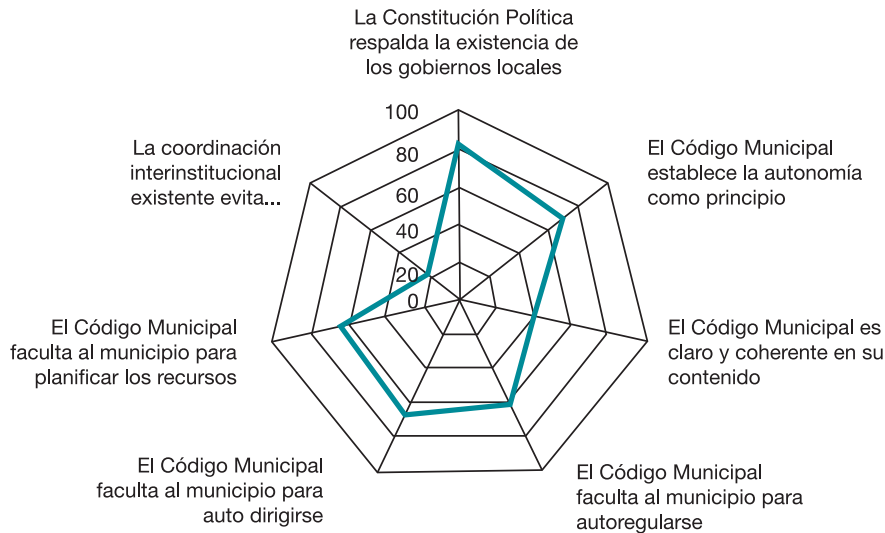 La Constitución Política
respalda la existencia de
los gobiernos locales
100
80
60
40
20
0
El Código Municipal
establece la autonomía
como principio
El Código Municipal es
claro y coherente en su
contenido
El Código Municipal
faculta al municipio para
autoregularse
El Código Municipal
faculta al municipio para
auto dirigirse
El Código Municipal
faculta al municipio para
planificar los recursos
La coordinación
interinstitucional
existente evita...